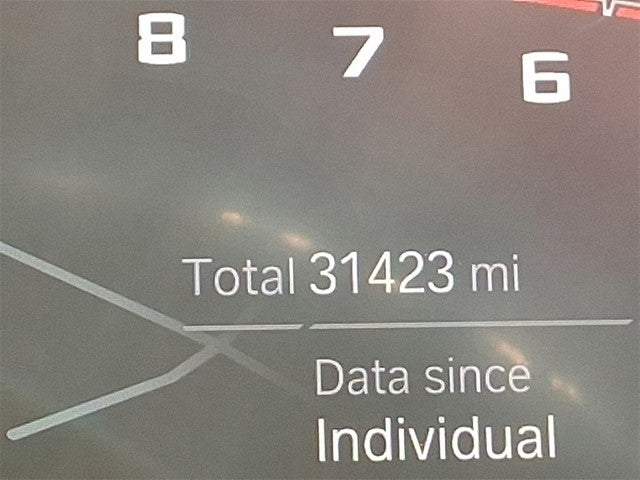 8 7 6
Total 31423 mi
Data since
Individual